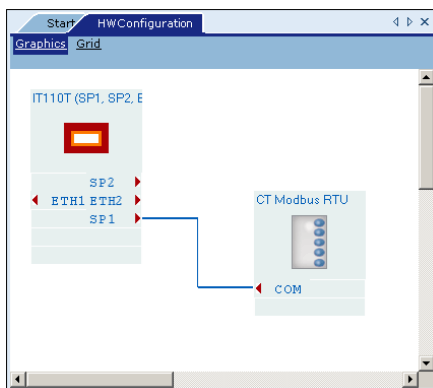 Start HWConfiguration
Graphics Grid
IT110T (SP1, SP2, E
SP2
ETH1 ETH2
SP1
CT Modbus RTU
COM